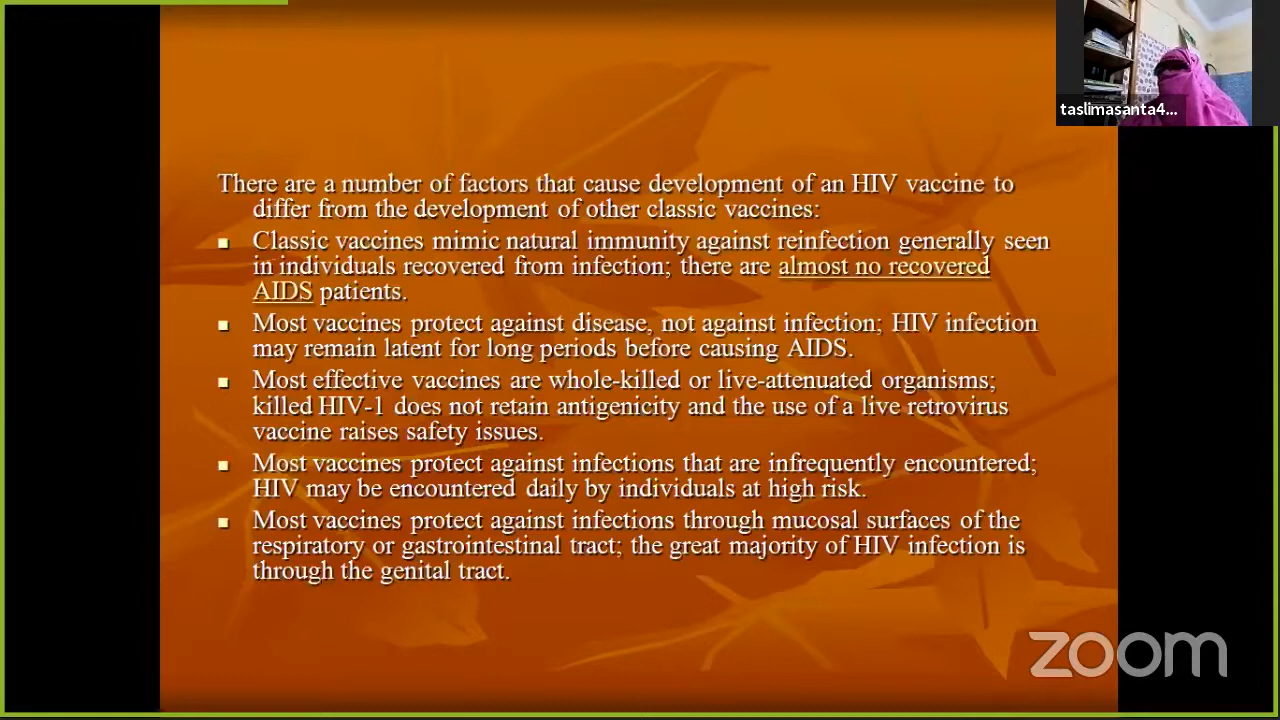 taslimasanta4...
There are a number of factors that cause development of an HIV vaccine to
differ from the development of other classic vaccines:
Classic vaccines mimic natural immunity against reinfection generally seen
in individuals recovered from infection; there are almost no recovered
AIDS patients.
Most vaccines protect against disease, not against infection; HIV infection
may remain latent for long periods before causing AIDS.
Most effective vaccines are whole-killed or live-attenuated organisms;
killed HIV-1 does not retain antigenicity and the use of a live retrovirus
vaccine raises safety issues.
Most vaccines protect against infections that are infrequently encountered;
HIV may be encountered daily by individuals at high risk.
Most vaccines protect against infections through mucosal surfaces of the
respiratory or gastrointestinal tract; the great majority of HIV infection is
through the genital tract.
zoom